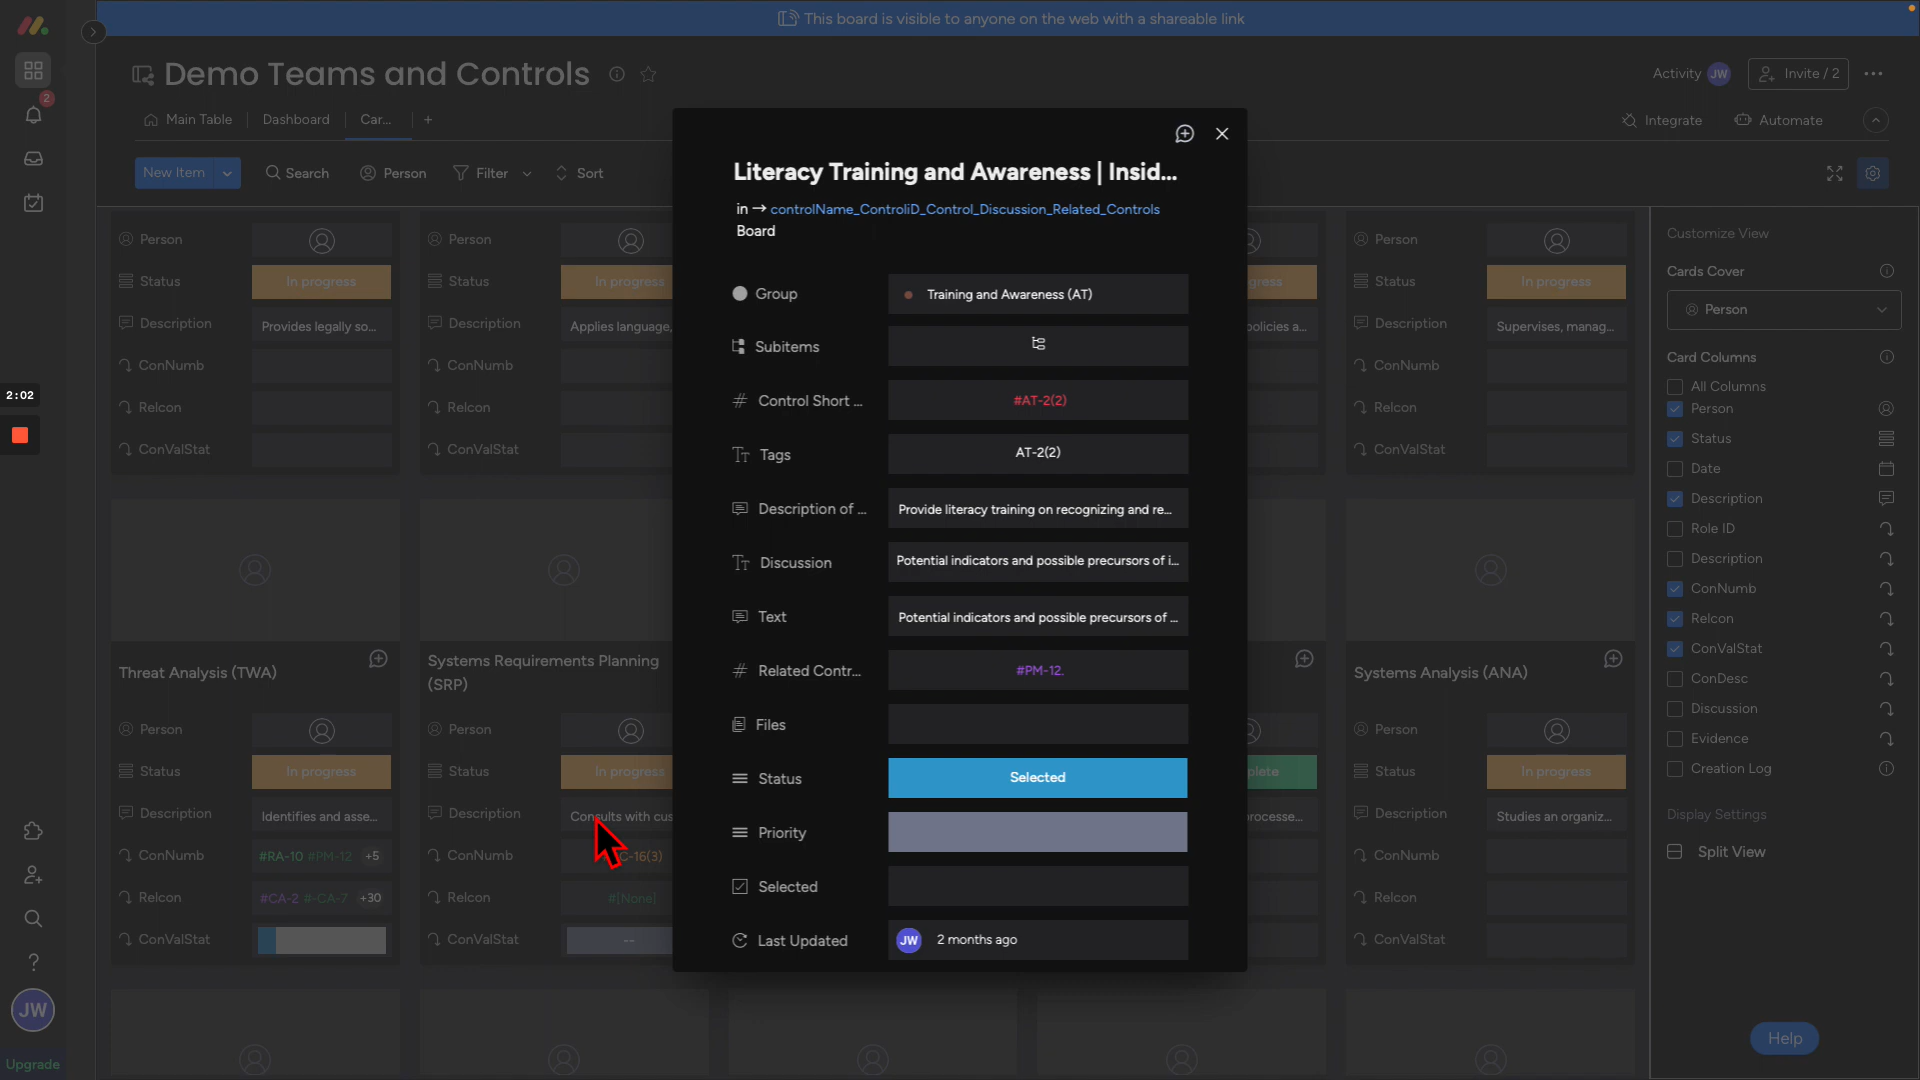 This board is visible to anyone on the web with a shareable link
Demo Teams and Controls
Activity JW
Invite / 2
2
Main Table
Dashboard
Car...
+
Integrate
Automate
New Item
Search
Person
Filter
Sort
Literacy Training and Awareness | Insid...
in → controlName_ControliD_Control_Discussion_Related_Controls
Board
Group
Training and Awareness (AT)
Subitems
Control Short ...
#AT-2(2)
Tags
AT-2(2)
Description of ...
Provide literacy training on recognizing and re...
Discussion
Potential indicators and possible precursors of i...
Text
Potential indicators and possible precursors of ...
Related Contr...
#PM-12.
Files
Status
Selected
Priority
Selected
Last Updated
JW 2 months ago
Person
Status
In progress
Description
Provides legally so...
ConNumb
Relcon
ConValStat
Person
Status
In progress
Description
Applies language,
ConNumb
Relcon
ConValStat
gress
policies a...
Person
Status
In progress
Description
Supervises, manag...
ConNumb
Relcon
ConValStat
Threat Analysis (TWA)
Person
Status
In progress
Description
Identifies and asse...
ConNumb
#RA-10 #PM-12 +5
Relcon
#CA-2 #-CA-7 +30
ConValStat
Systems Requirements Planning
(SRP)
Person
Status
In progress
Description
Consults with cus
ConNumb
C-16(3)
Relcon
#[None]
ConValStat
--
plete
processe...
Systems Analysis (ANA)
Person
Status
In progress
Description
Studies an organiz...
ConNumb
Relcon
ConValStat
Customize View
Cards Cover
Person
Card Columns
All Columns
Person
Status
Date
Description
Role ID
Description
ConNumb
Relcon
ConValStat
ConDesc
Discussion
Evidence
Creation Log
Display Settings
Split View
Help
2:02
?
JW
Upgrade